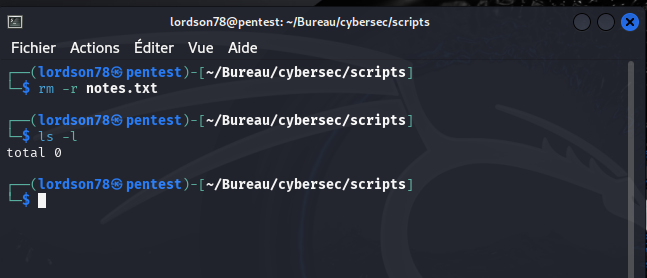 lordson78@pentest: ~/Bureau/cybersec/scripts
Fichier Actions Éditer Vue Aide
┌──(lordson78㉿pentest)-[~/Bureau/cybersec/scripts]
└─$ rm -r notes.txt
┌──(lordson78㉿pentest)-[~/Bureau/cybersec/scripts]
└─$ ls -l
total 0
┌──(lordson78㉿pentest)-[~/Bureau/cybersec/scripts]
└─$